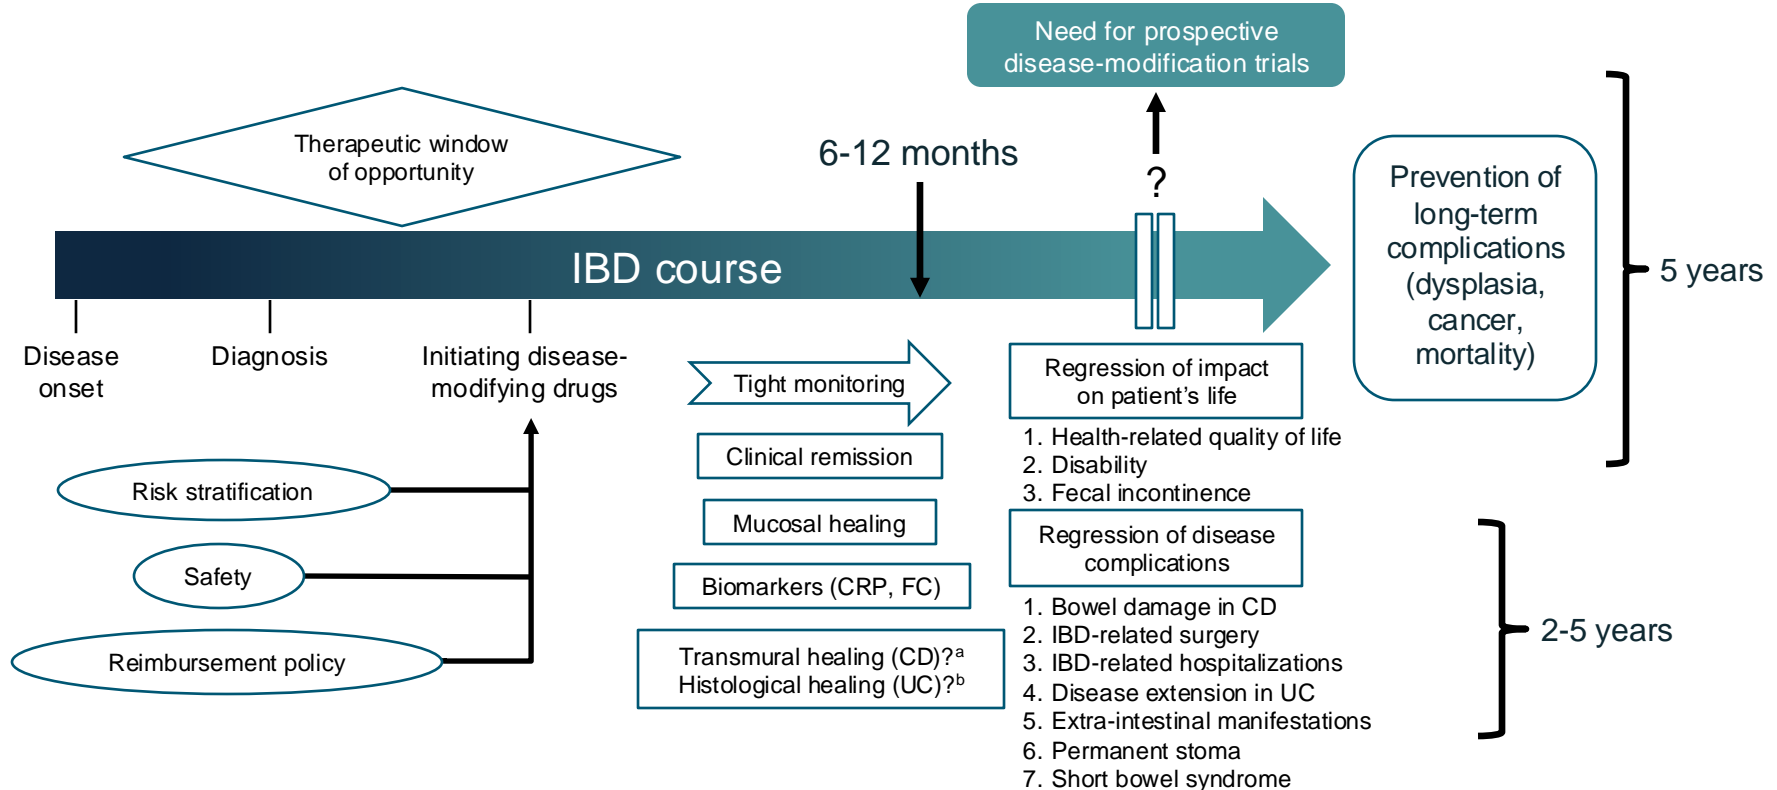 Need for prospective
disease-modification trials
Therapeutic window
of opportunity
6-12 months
?
Prevention of
long-term
complications
(dysplasia,
cancer,
mortality)
5 years
IBD course
Disease
onset
Diagnosis
Initiating disease-
modifying drugs
Tight monitoring
Clinical remission
Mucosal healing
Biomarkers (CRP, FC)
Transmural healing (CD)?ᵃ
Histological healing (UC)?ᵇ
Risk stratification
Safety
Reimbursement policy
Regression of impact
on patient’s life
1. Health-related quality of life
2. Disability
3. Fecal incontinence
Regression of disease
complications
1. Bowel damage in CD
2. IBD-related surgery
3. IBD-related hospitalizations
4. Disease extension in UC
5. Extra-intestinal manifestations
6. Permanent stoma
7. Short bowel syndrome
2-5 years